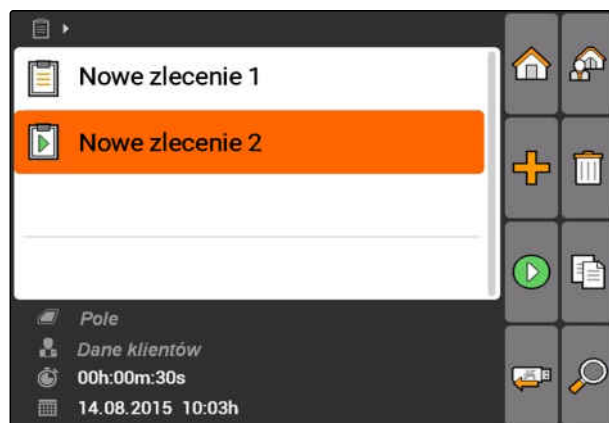 Nowe zlecenie 1
Nowe zlecenie 2
Pole
Dane klientów
00h:00m:30s
14.08.2015 10:03h